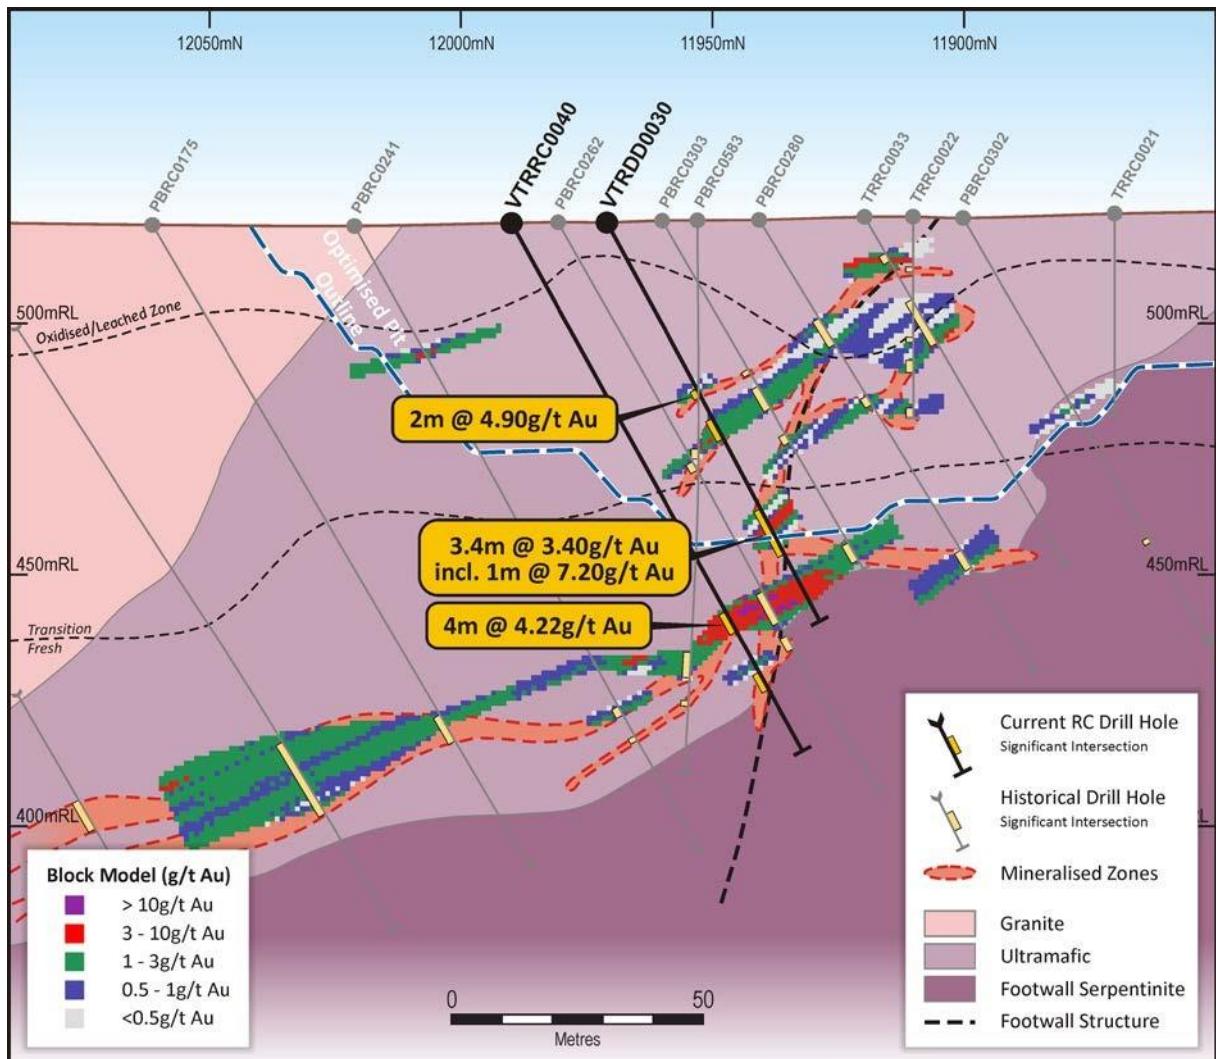 12050mN
12000mN
11950mN
11900mN
PBRC0175
PBRC0241
VTRRC0040
PBRC0262
VTRDD0030
PBRC0303
PBRC0583
PBRC0280
TRRC0033
TRRC0022
PBRC0302
TRRC0021
Optimised Pit
Outline
500mRL
Oxidised/Leached Zone
500mRL
2m @ 4.90g/t Au
3.4m @ 3.40g/t Au
incl. 1m @ 7.20g/t Au
450mRL
450mRL
4m @ 4.22g/t Au
Transition
Fresh
400mRL
RL
Block Model (g/t Au)
> 10g/t Au
3 - 10g/t Au
1 - 3g/t Au
0.5 - 1g/t Au
<0.5g/t Au
0
50
Metres
Current RC Drill Hole
Significant Intersection
Historical Drill Hole
Significant Intersection
Mineralised Zones
Granite
Ultramafic
Footwall Serpentinite
Footwall Structure